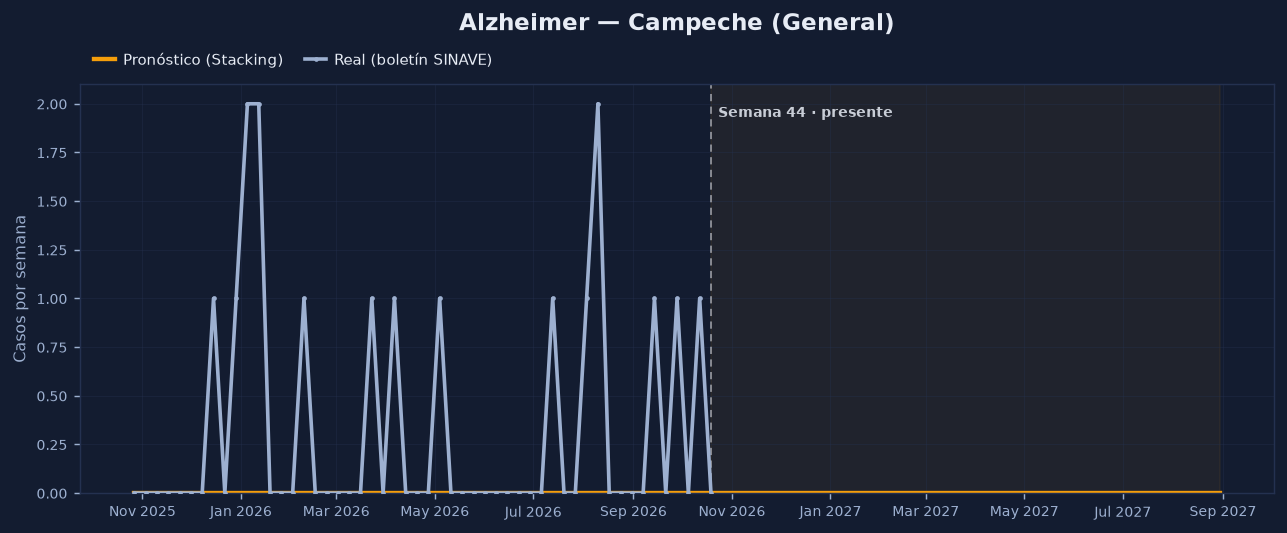 Alzheimer — Campeche (General)
Pronóstico (Stacking) Real (boletín SINAVE)
Semana 44 · presente
Casos por semana
2.00
1.75
1.50
1.25
1.00
0.75
0.50
0.25
0.00
Nov 2025 Jan 2026 Mar 2026 May 2026 Jul 2026 Sep 2026 Nov 2026 Jan 2027 Mar 2027 May 2027 Jul 2027 Sep 2027